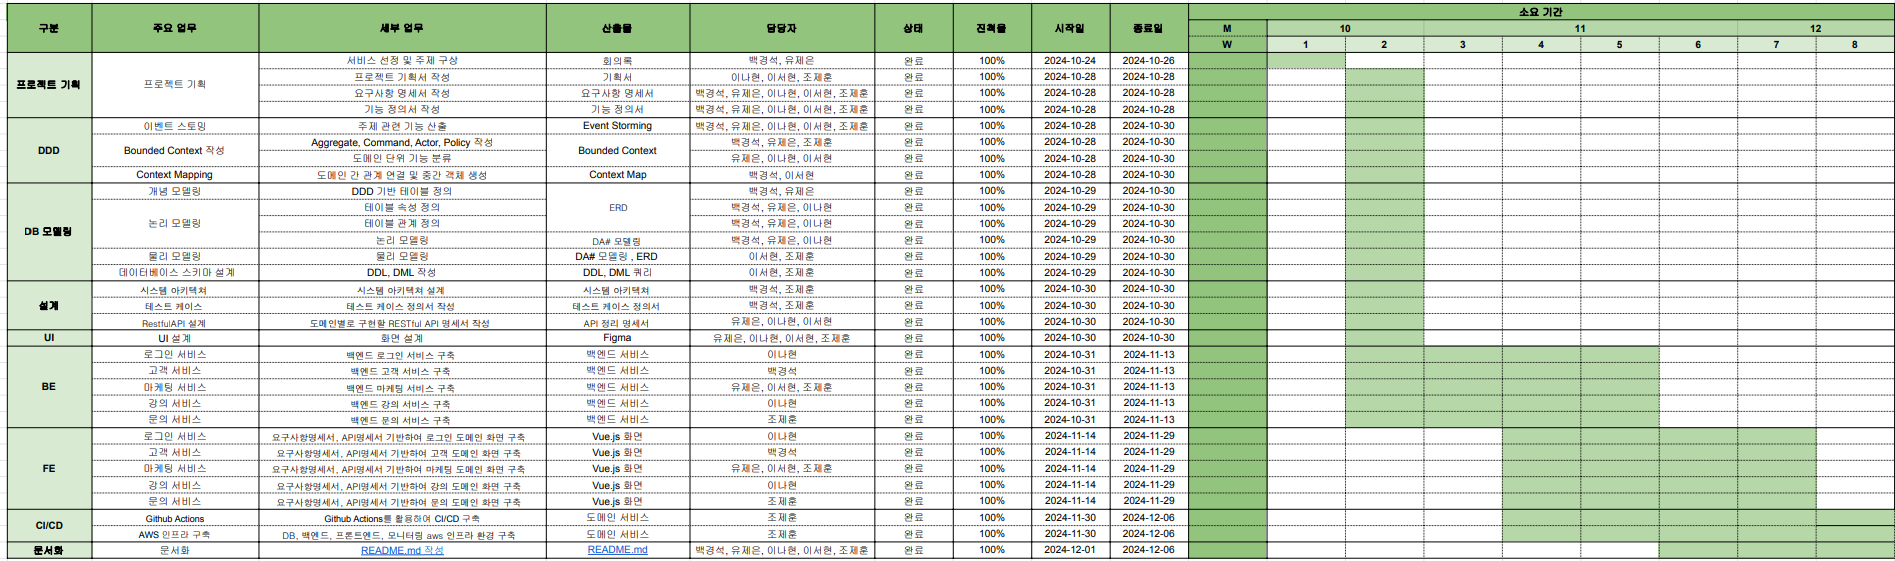 구분 주요 업무 세부 업무 산출물 담당자 상태 진척율 시작일 종료일 소요 기간
M 10 11 12
W 1 2 3 4 5 6 7 8
프로젝트 기획 프로젝트 기획 서비스 선정 및 주제 구상 회의록 백경석, 유제은 완료 100% 2024-10-24 2024-10-26
프로젝트 기획서 작성 기획서 이나현, 이서현, 조제훈 완료 100% 2024-10-28 2024-10-28
요구사항 명세서 작성 요구사항 명세서 백경석, 유제은, 이나현, 이서현, 조제훈 완료 100% 2024-10-28 2024-10-28
기능 정의서 작성 기능 정의서 백경석, 유제은, 이나현, 이서현, 조제훈 완료 100% 2024-10-28 2024-10-28
DDD 이벤트 스토밍 주제 관련 기능 산출 Event Storming 백경석, 유제은, 이나현, 이서현, 조제훈 완료 100% 2024-10-28 2024-10-30
Bounded Context 작성 Aggregate, Command, Actor, Policy 작성 Bounded Context 백경석, 유제은, 조제훈 완료 100% 2024-10-28 2024-10-30
도메인 단위 기능 분류 유제은, 이나현, 이서현 완료 100% 2024-10-28 2024-10-30
Context Mapping 도메인 간 관계 연결 및 중간 객체 생성 Context Map 백경석, 이서현 완료 100% 2024-10-28 2024-10-30
DB 모델링 개념 모델링 DDD 기반 테이블 정의 ERD 백경석, 유제은 완료 100% 2024-10-29 2024-10-30
논리 모델링 테이블 속성 정의 백경석, 유제은, 이나현 완료 100% 2024-10-29 2024-10-30
테이블 관계 정의 백경석, 유제은, 이나현 완료 100% 2024-10-29 2024-10-30
논리 모델링 DA# 모델링 백경석, 유제은, 이나현 완료 100% 2024-10-29 2024-10-30
물리 모델링 물리 모델링 DA# 모델링 , ERD 이서현, 조제훈 완료 100% 2024-10-29 2024-10-30
데이터베이스 스키마 설계 DDL, DML 작성 DDL, DML 쿼리 이서현, 조제훈 완료 100% 2024-10-29 2024-10-30
설계 시스템 아키텍쳐 시스템 아키텍쳐 설계 시스템 아키텍쳐 백경석, 조제훈 완료 100% 2024-10-30 2024-10-30
테스트 케이스 테스트 케이스 정의서 작성 테스트 케이스 정의서 백경석, 조제훈 완료 100% 2024-10-30 2024-10-30
RestfulAPI 설계 도메인별로 구현할 RESTful API 명세서 작성 API 정리 명세서 유제은, 이나현, 이서현 완료 100% 2024-10-30 2024-10-30
UI UI 설계 화면 설계 Figma 유제은, 이나현, 이서현, 조제훈 완료 100% 2024-10-30 2024-10-30
BE 로그인 서비스 백엔드 로그인 서비스 구축 백엔드 서비스 이나현 완료 100% 2024-10-31 2024-11-13
고객 서비스 백엔드 고객 서비스 구축 백엔드 서비스 백경석 완료 100% 2024-10-31 2024-11-13
마케팅 서비스 백엔드 마케팅 서비스 구축 백엔드 서비스 유제은, 이서현, 조제훈 완료 100% 2024-10-31 2024-11-13
강의 서비스 백엔드 강의 서비스 구축 백엔드 서비스 이나현 완료 100% 2024-10-31 2024-11-13
문의 서비스 백엔드 문의 서비스 구축 백엔드 서비스 조제훈 완료 100% 2024-10-31 2024-11-13
FE 로그인 서비스 요구사항명세서, API명세서 기반하여 로그인 도메인 화면 구축 Vue.js 화면 이나현 완료 100% 2024-11-14 2024-11-29
고객 서비스 요구사항명세서, API명세서 기반하여 고객 도메인 화면 구축 Vue.js 화면 백경석 완료 100% 2024-11-14 2024-11-29
마케팅 서비스 요구사항명세서, API명세서 기반하여 마케팅 도메인 화면 구축 Vue.js 화면 유제은, 이서현, 조제훈 완료 100% 2024-11-14 2024-11-29
강의 서비스 요구사항명세서, API명세서 기반하여 강의 도메인 화면 구축 Vue.js 화면 이나현 완료 100% 2024-11-14 2024-11-29
문의 서비스 요구사항명세서, API명세서 기반하여 문의 도메인 화면 구축 Vue.js 화면 조제훈 완료 100% 2024-11-14 2024-11-29
CI/CD Github Actions Github Actions를 활용하여 CI/CD 구축 도메인 서비스 조제훈 완료 100% 2024-11-30 2024-12-06
AWS 인프라 구축 DB, 백엔드, 프론트엔드, 모니터링 aws 인프라 환경 구축 도메인 서비스 조제훈 완료 100% 2024-11-30 2024-12-06
문서화 문서화 README.md 작성 README.md 백경석, 유제은, 이나현, 이서현, 조제훈 완료 100% 2024-12-01 2024-12-06